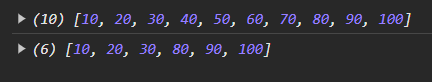 ▶ (10) [10, 20, 30, 40, 50, 60, 70, 80, 90, 100]
▶ (6) [10, 20, 30, 80, 90, 100]